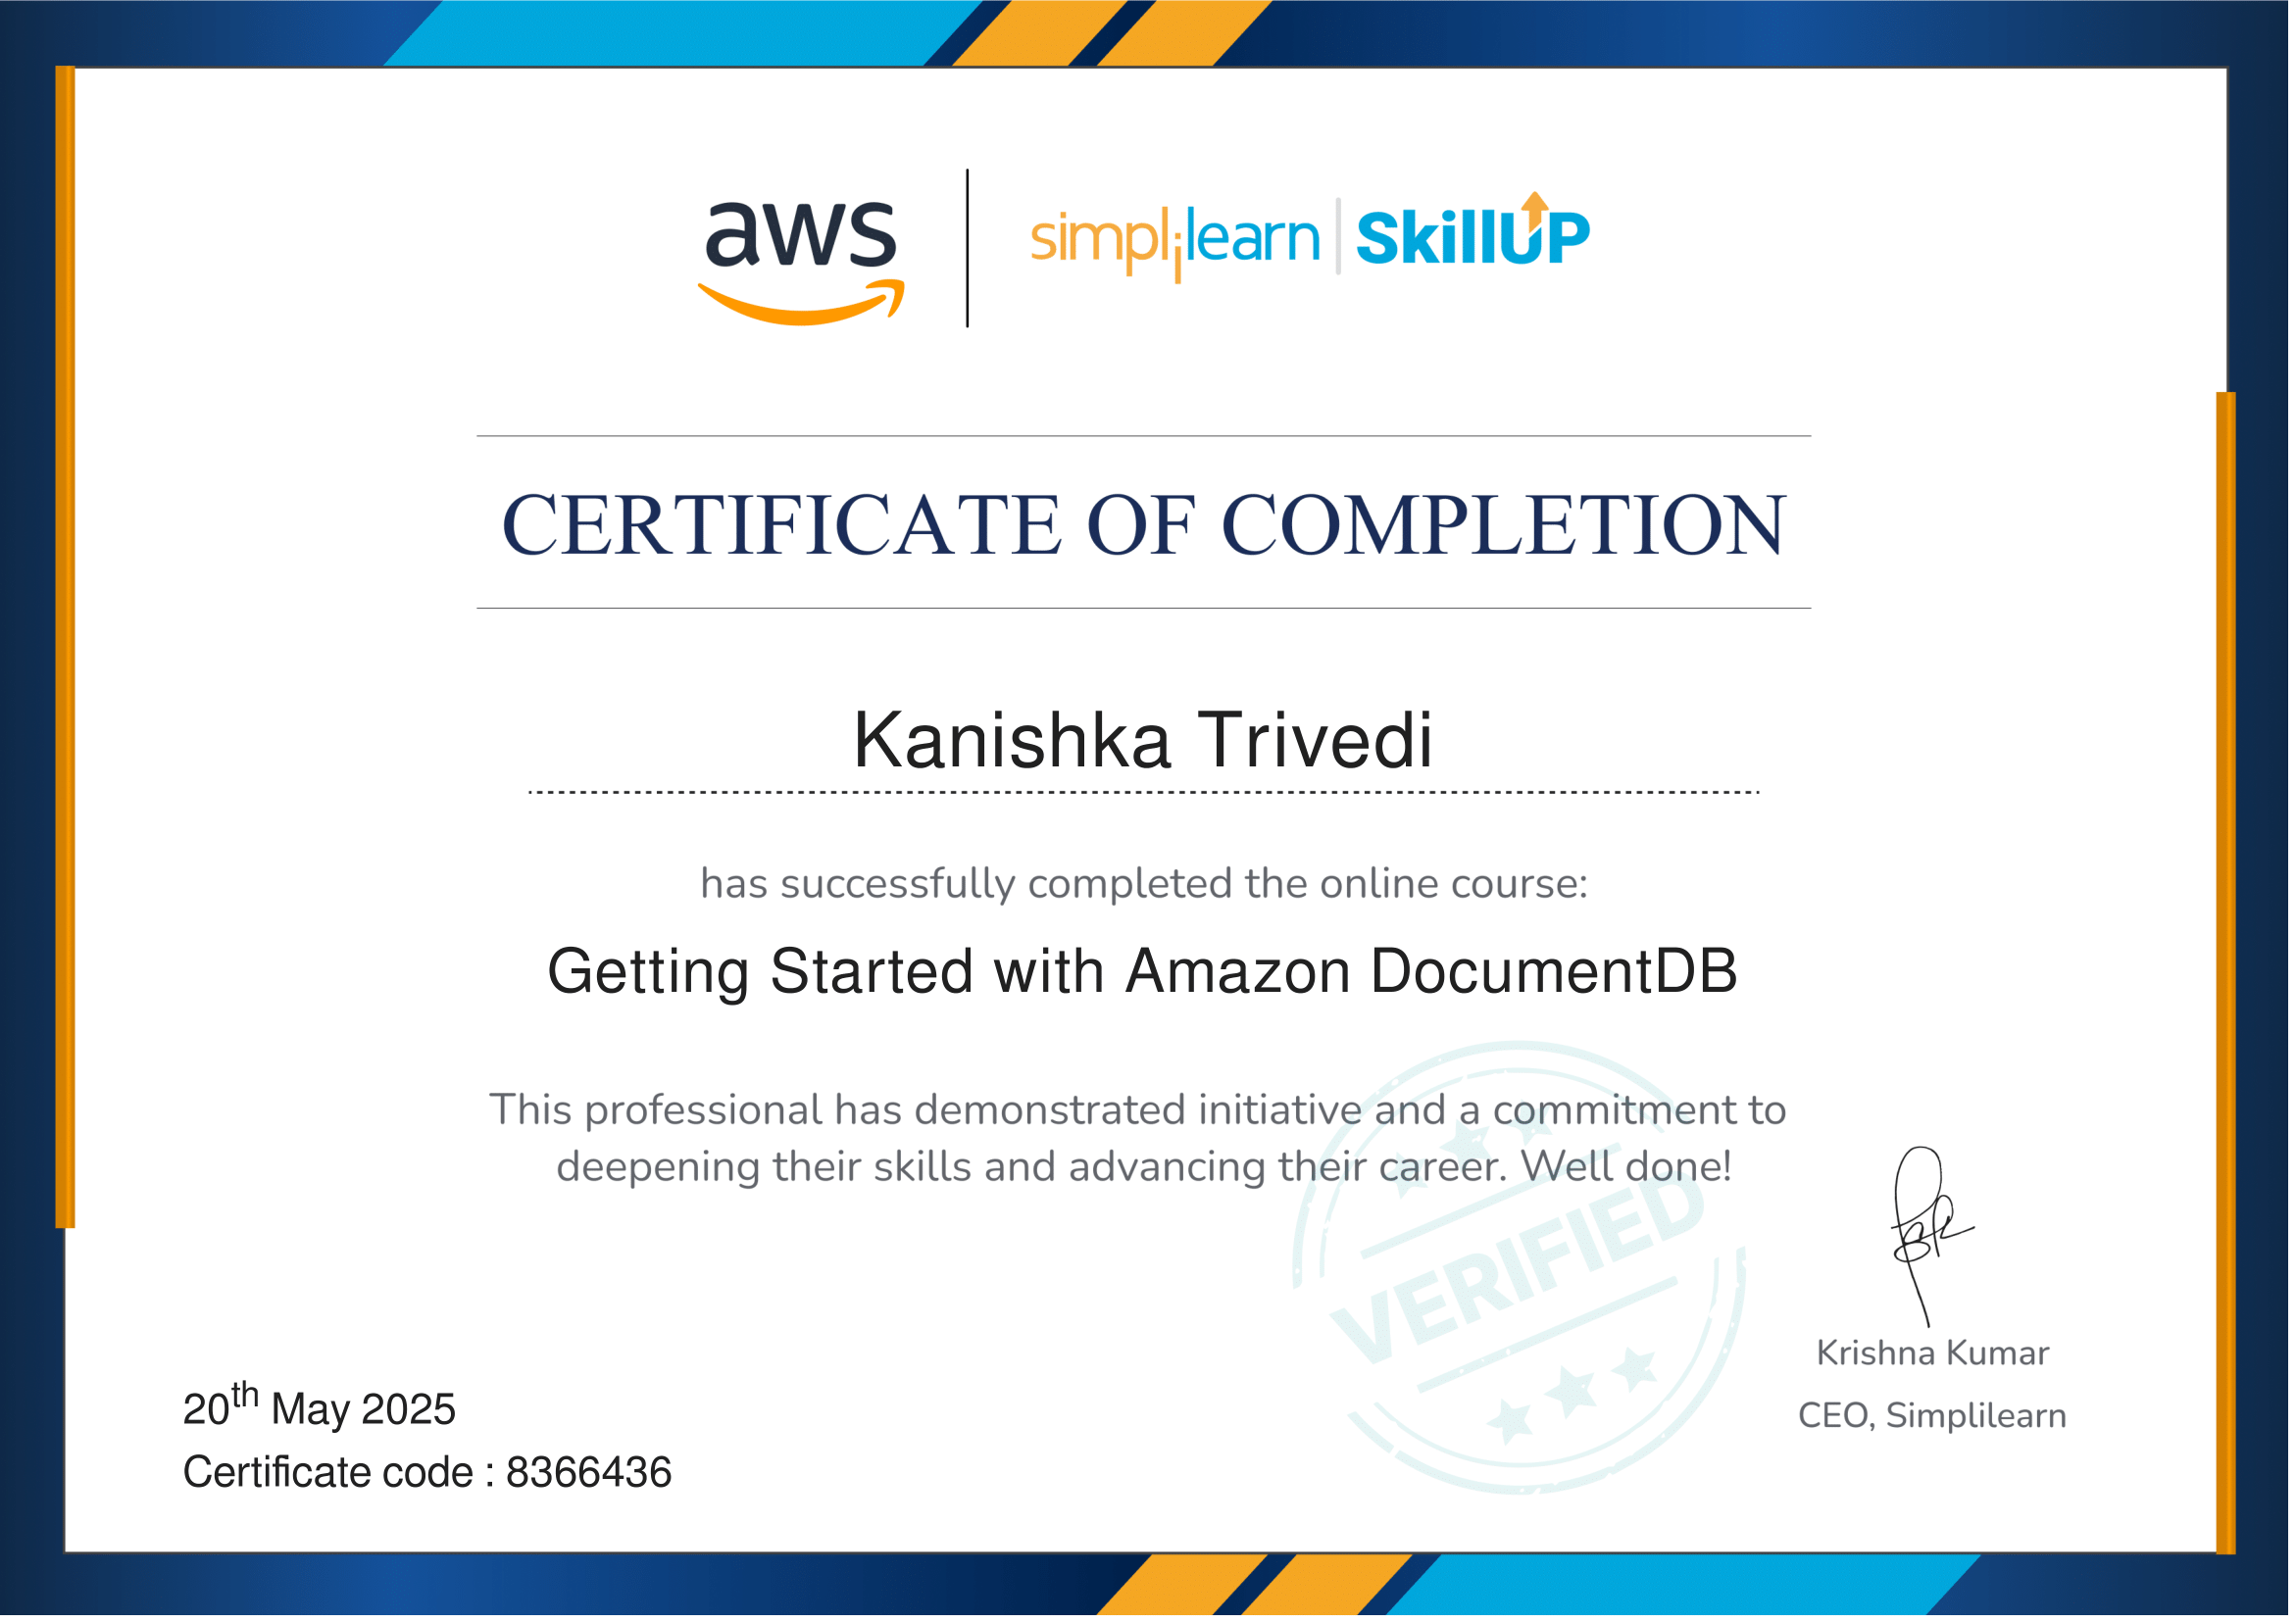 aws
simplilearn | SkillUP
CERTIFICATE OF COMPLETION
Kanishka Trivedi
has successfully completed the online course:
Getting Started with Amazon DocumentDB
This professional has demonstrated initiative and a commitment to
deepening their skills and advancing their career. Well done!
VERIFIED
Krishna Kumar
CEO, Simplilearn
20th May 2025
Certificate code : 8366436